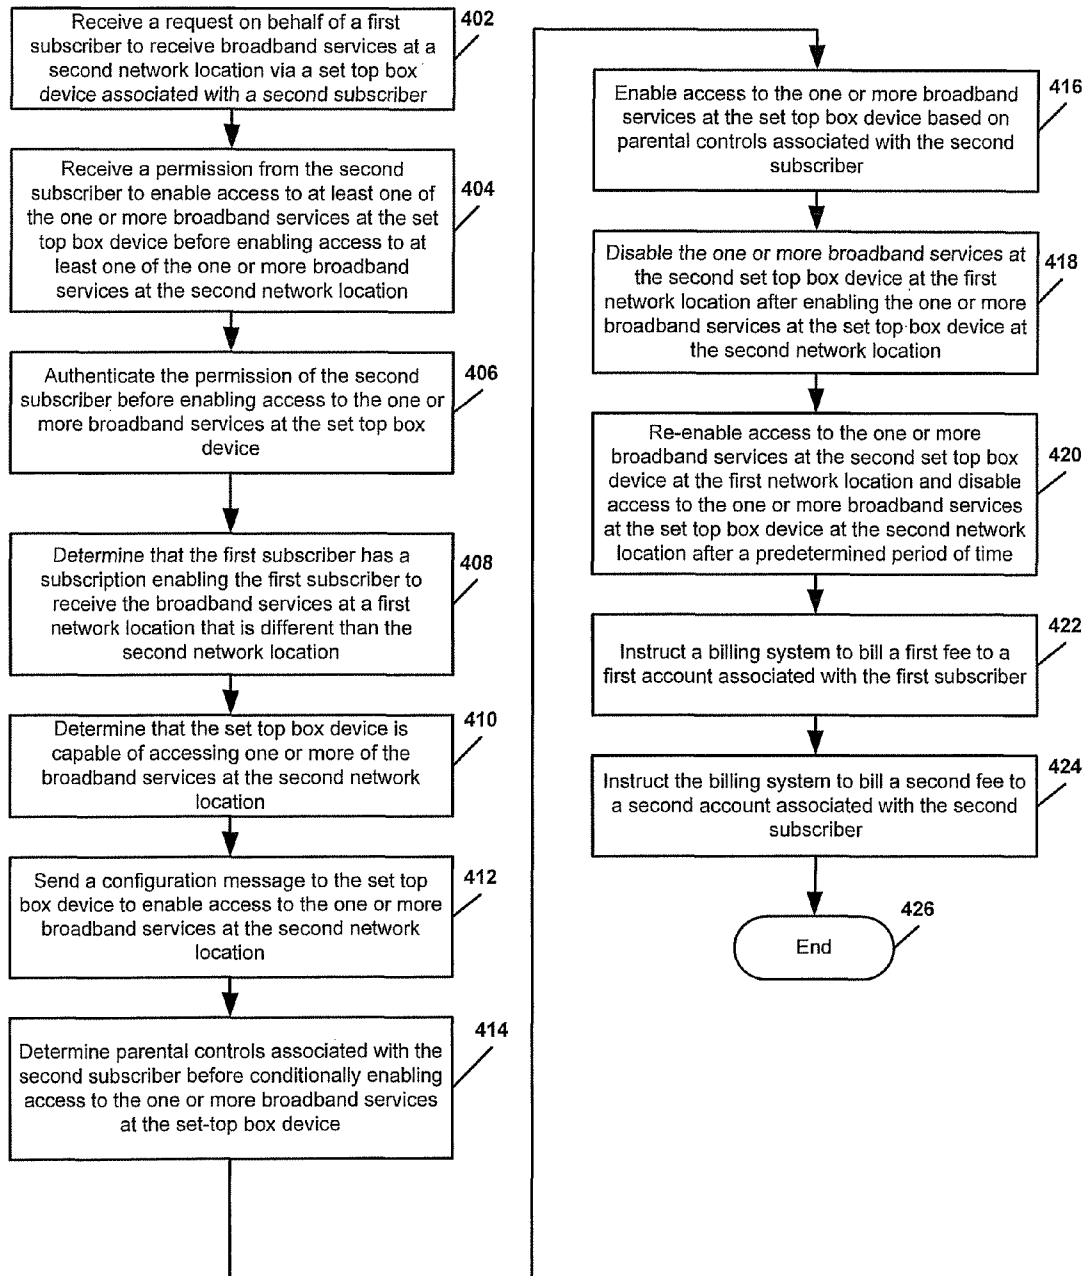 Receive a request on behalf of a first
subscriber to receive broadband services at a
second network location via a set top box
device associated with a second subscriber
402
Receive a permission from the second
subscriber to enable access to at least one of
the one or more broadband services at the set
top box device before enabling access to at
least one of the one or more broadband
services at the second network location
404
Authenticate the permission of the second
subscriber before enabling access to the one or
more broadband services at the set top box
device
406
Determine that the first subscriber has a
subscription enabling the first subscriber to
receive the broadband services at a first
network location that is different than the
second network location
408
Determine that the set top box device is
capable of accessing one or more of the
broadband services at the second network
location
410
Send a configuration message to the set top
box device to enable access to the one or more
broadband services at the second network
location
412
Determine parental controls associated with the
second subscriber before conditionally enabling
access to the one or more broadband services
at the set-top box device
414
Enable access to the one or more broadband
services at the set top box device based on
parental controls associated with the second
subscriber
416
Disable the one or more broadband services at
the second set top box device at the first
network location after enabling the one or more
broadband services at the set top box device at
the second network location
418
Re-enable access to the one or more
broadband services at the second set top box
device at the first network location and disable
access to the one or more broadband services
at the set top box device at the second network
location after a predetermined period of time
420
Instruct a billing system to bill a first fee to a
first account associated with the first subscriber
422
Instruct the billing system to bill a second fee to
a second account associated with the second
subscriber
424
End
426